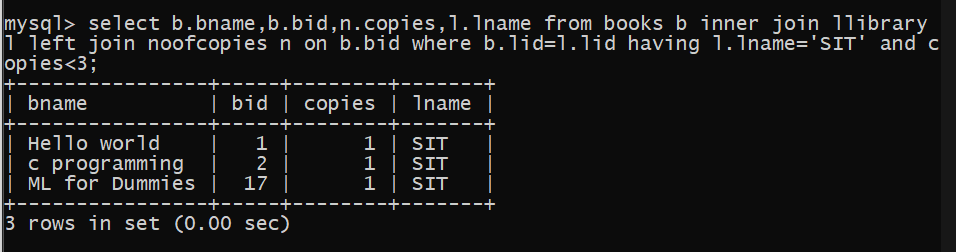 mysql> select b.bname,b.bid,n.copies,l.lname from books b inner join llibrary
l left join noofcopies n on b.bid where b.lid=l.lid having l.lname='SIT' and c
opies<3;
+----------------+-----+--------+-------+
| bname          | bid | copies | lname |
+----------------+-----+--------+-------+
| Hello world    |   1 |      1 | SIT   |
| c programming  |   2 |      1 | SIT   |
| ML for Dummies |  17 |      1 | SIT   |
+----------------+-----+--------+-------+
3 rows in set (0.00 sec)